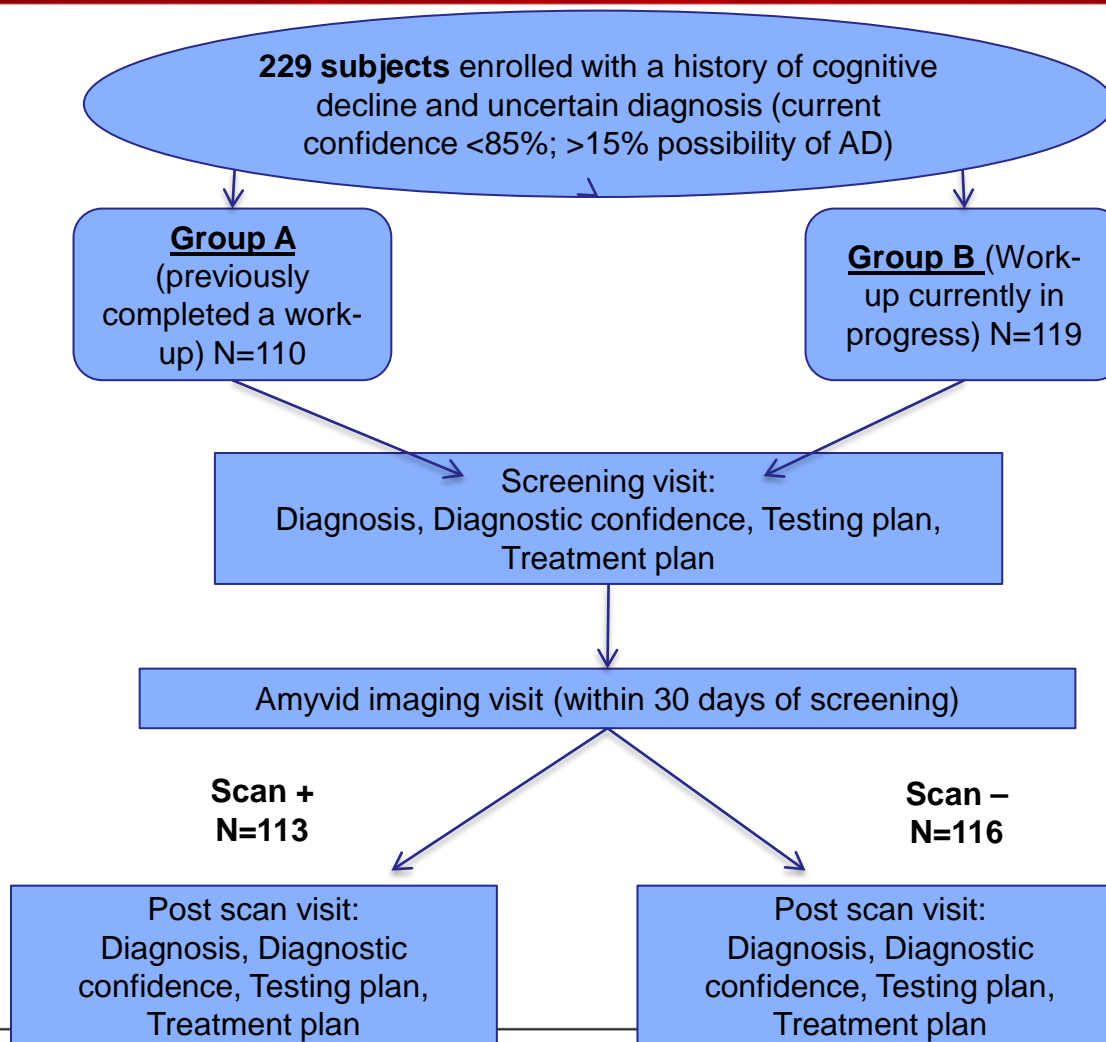 229 subjects enrolled with a history of cognitive
decline and uncertain diagnosis (current
confidence <85%; >15% possibility of AD)
Group A
(previously
completed a work-
up) N=110
Group B (Work-
up currently in
progress) N=119
Screening visit:
Diagnosis, Diagnostic confidence, Testing plan,
Treatment plan
Amyvid imaging visit (within 30 days of screening)
Scan +
N=113
Scan –
N=116
Post scan visit:
Diagnosis, Diagnostic
confidence, Testing plan,
Treatment plan
Post scan visit:
Diagnosis, Diagnostic
confidence, Testing plan,
Treatment plan